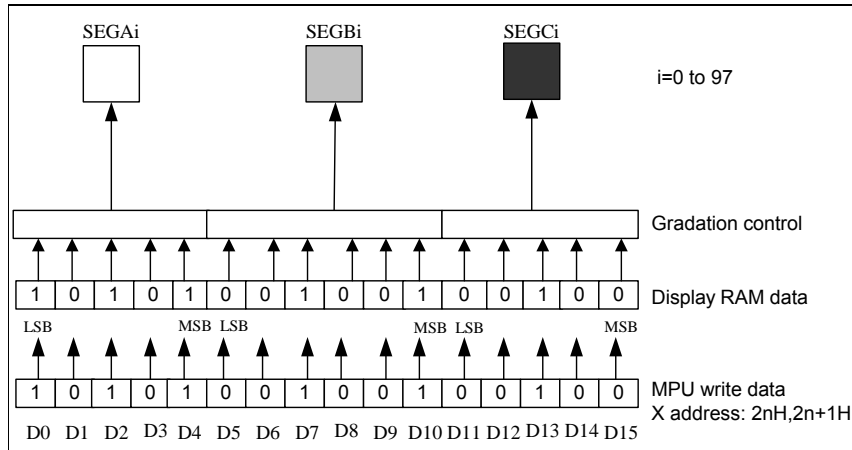 SEGAi SEGBi SEGCi
i=0 to 97
Gradation control
1 0 1 0 1 0 0 1 0 0 1 0 0 1 0 0 Display RAM data
LSB MSB LSB MSB LSB MSB
1 0 1 0 1 0 0 1 0 0 1 0 0 1 0 0 MPU write data
X address: 2nH,2n+1H
D0 D1 D2 D3 D4 D5 D6 D7 D8 D9 D10 D11 D12 D13 D14 D15